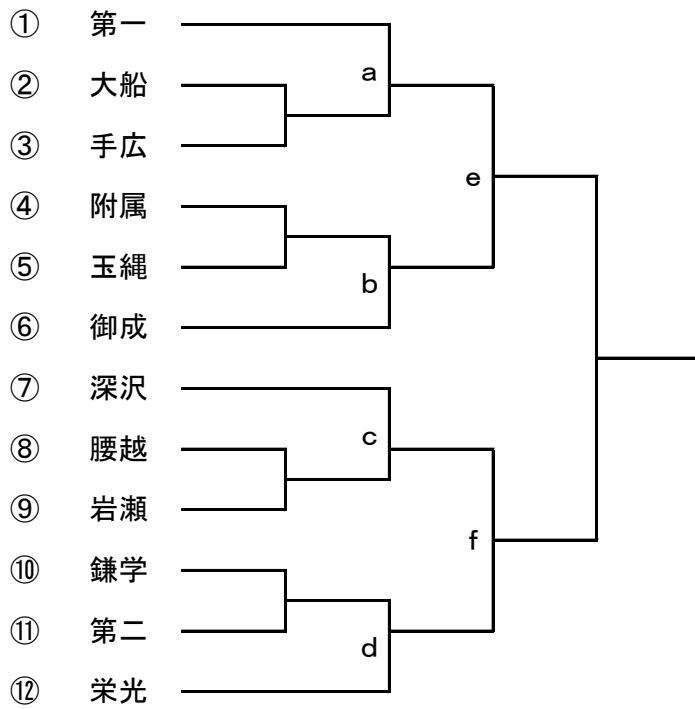 ① 第一
② 大船
③ 手広
④ 附属
⑤ 玉縄
⑥ 御成
⑦ 深沢
⑧ 腰越
⑨ 岩瀬
⑩ 鎌学
⑪ 第二
⑫ 栄光
a
b
c
d
e
f